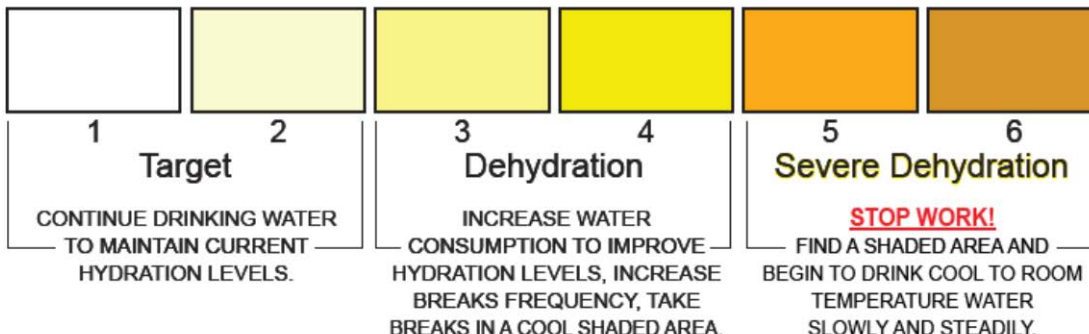 1 2 3 4 5 6
Target Dehydration Severe Dehydration
CONTINUE DRINKING WATER
TO MAINTAIN CURRENT
HYDRATION LEVELS.
INCREASE WATER
CONSUMPTION TO IMPROVE
HYDRATION LEVELS, INCREASE
BREAKS FREQUENCY, TAKE
BREAKS IN A COOL SHADED AREA.
STOP WORK!
FIND A SHADED AREA AND
BEGIN TO DRINK COOL TO ROOM
TEMPERATURE WATER
SLOWLY AND STEADILY.